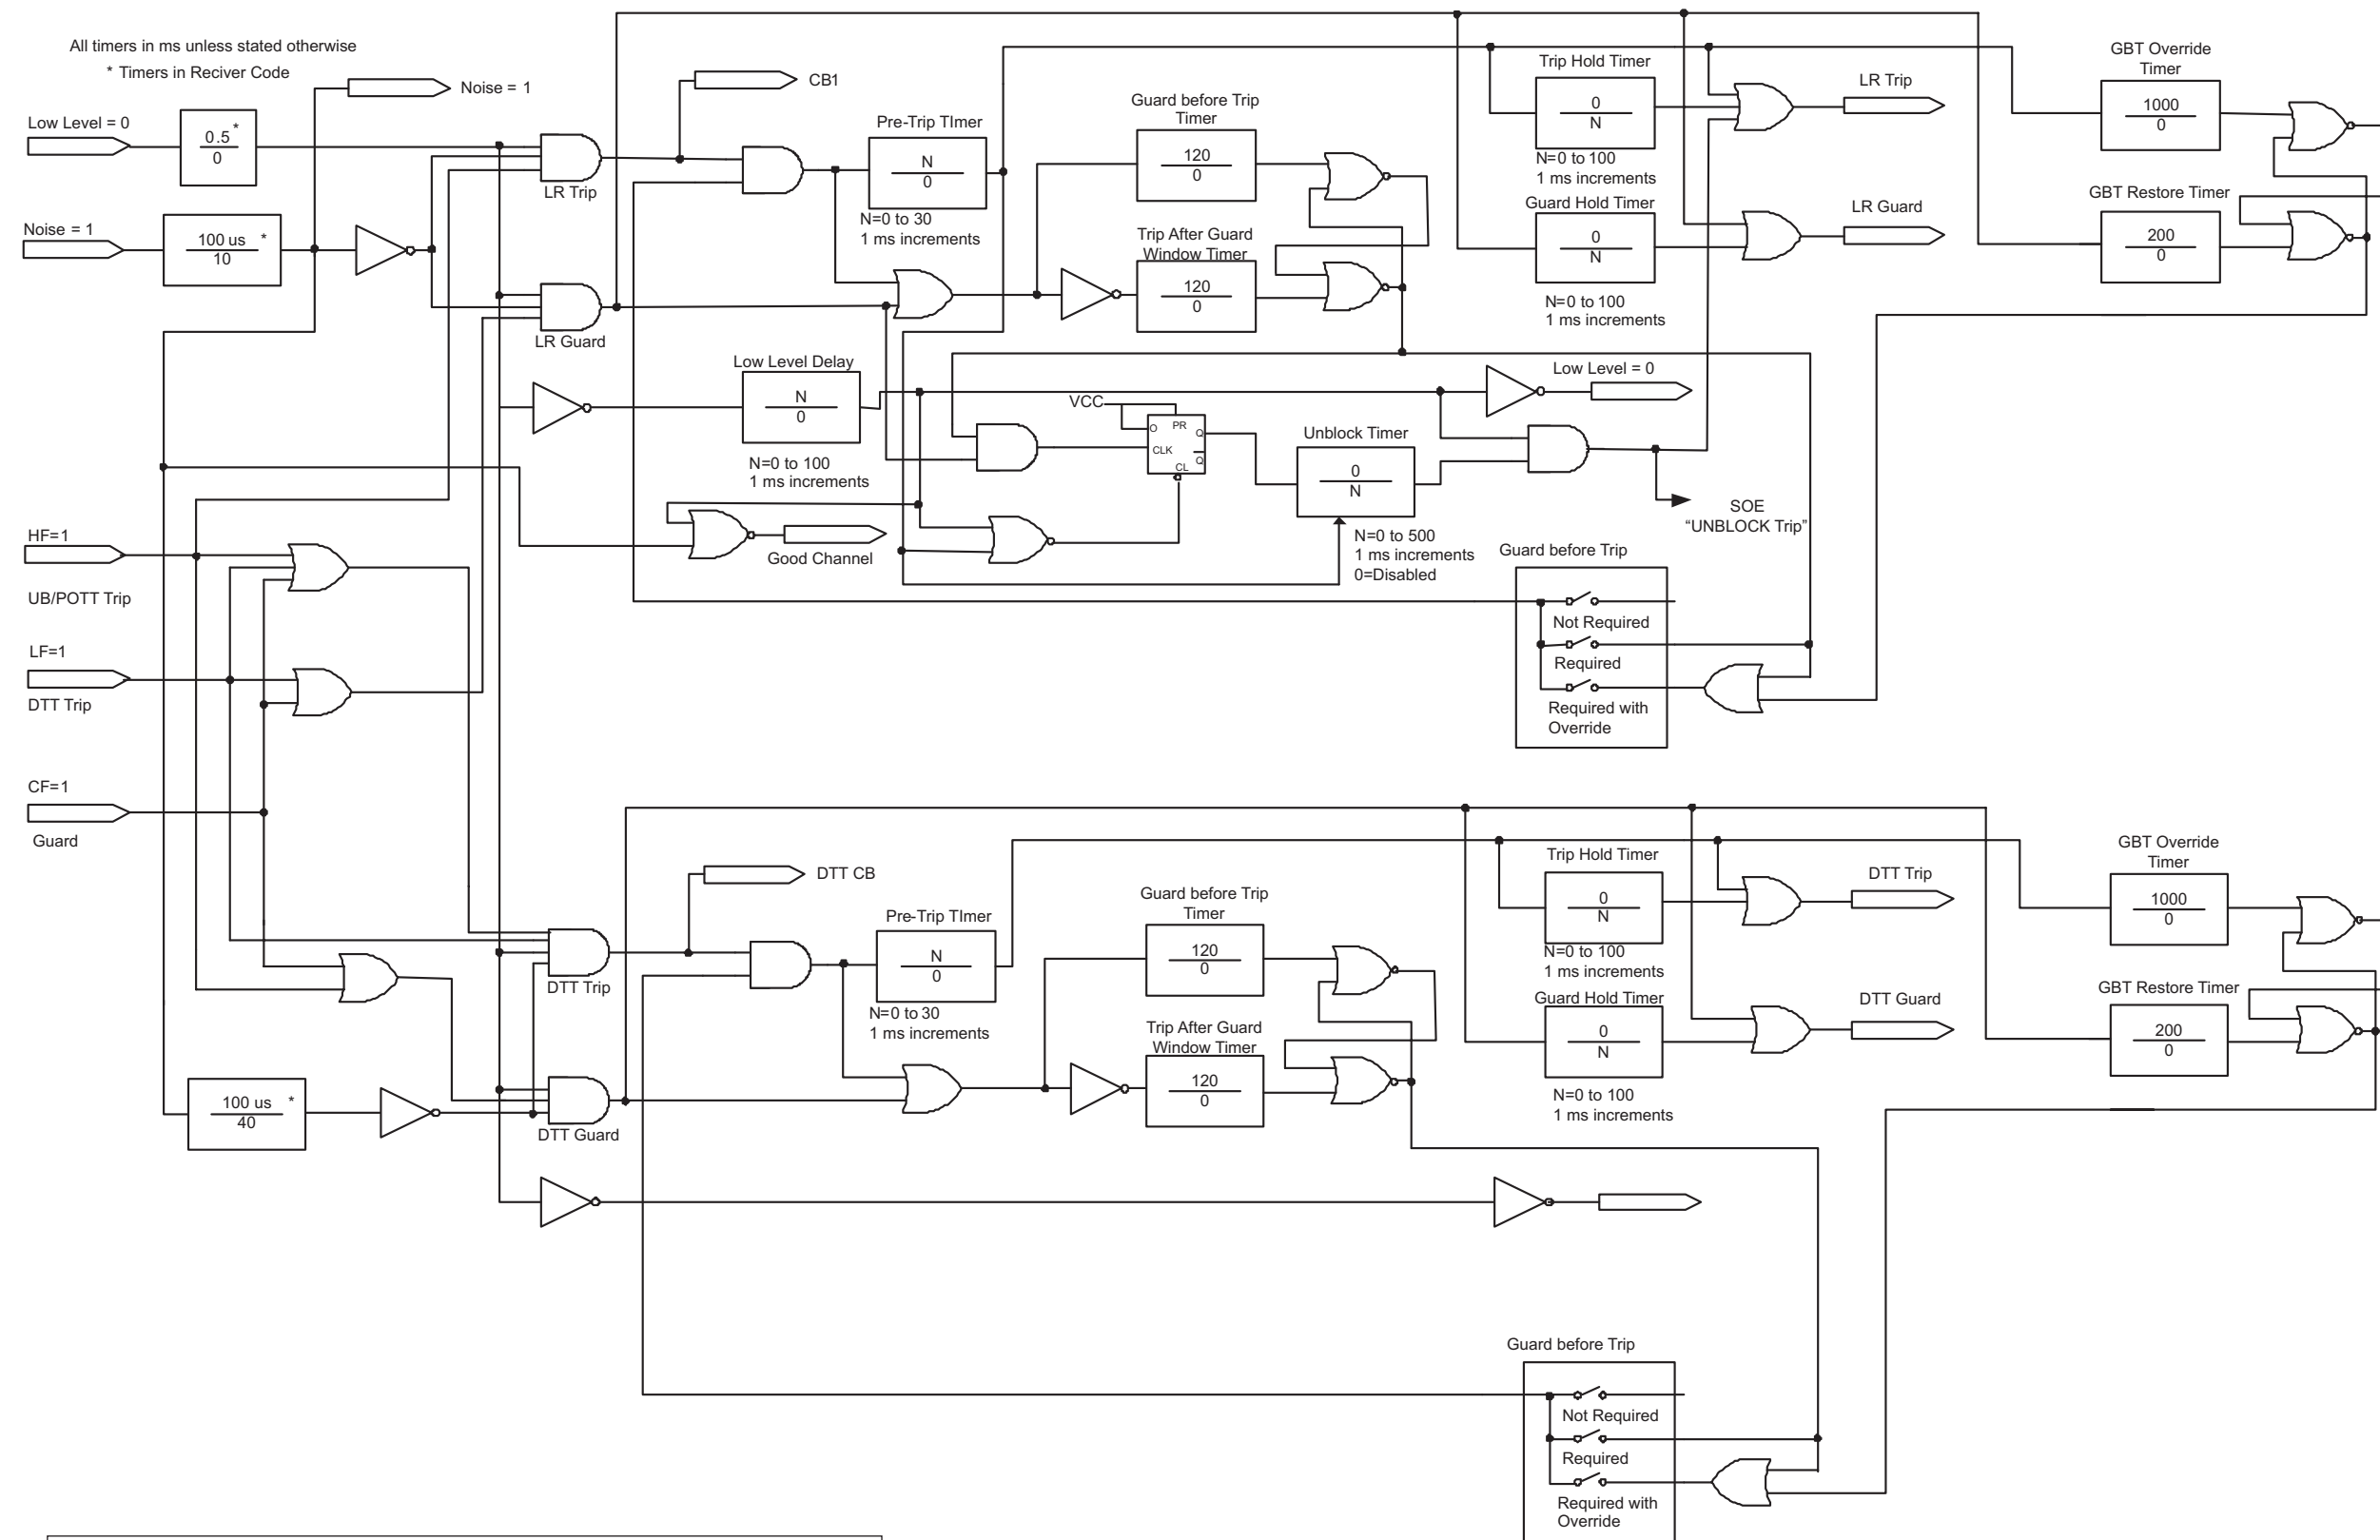 All timers in ms unless stated otherwise
* Timers in Reciver Code
Noise = 1
CB1
Low Level = 0
0.5 *
0
Noise = 1
100 us *
10
LR Trip
LR Guard
Pre-Trip TImer
N
0
N=0 to 30
1 ms increments
Guard before Trip
Timer
120
0
Trip After Guard
Window Timer
120
0
Trip Hold Timer
0
N
N=0 to 100
1 ms increments
Guard Hold Timer
0
N
N=0 to 100
1 ms increments
LR Trip
LR Guard
GBT Override
Timer
1000
0
GBT Restore Timer
200
0
Low Level Delay
N
0
N=0 to 100
1 ms increments
Good Channel
VCC
O
PR
Q
CLK
Q
CL
Unblock Timer
0
N
N=0 to 500
1 ms increments
0=Disabled
Low Level = 0
SOE
“UNBLOCK Trip”
Guard before Trip
Not Required
Required
Required with
Override
HF=1
UB/POTT Trip
LF=1
DTT Trip
CF=1
Guard
DTT CB
DTT Trip
DTT Guard
100 us *
40
Pre-Trip TImer
N
0
N=0 to 30
1 ms increments
Guard before Trip
Timer
120
0
Trip After Guard
Window Timer
120
0
Trip Hold Timer
0
N
N=0 to 100
1 ms increments
Guard Hold Timer
0
N
N=0 to 100
1 ms increments
DTT Trip
DTT Guard
GBT Override
Timer
1000
0
GBT Restore Timer
200
0
Guard before Trip
Not Required
Required
Required with
Override